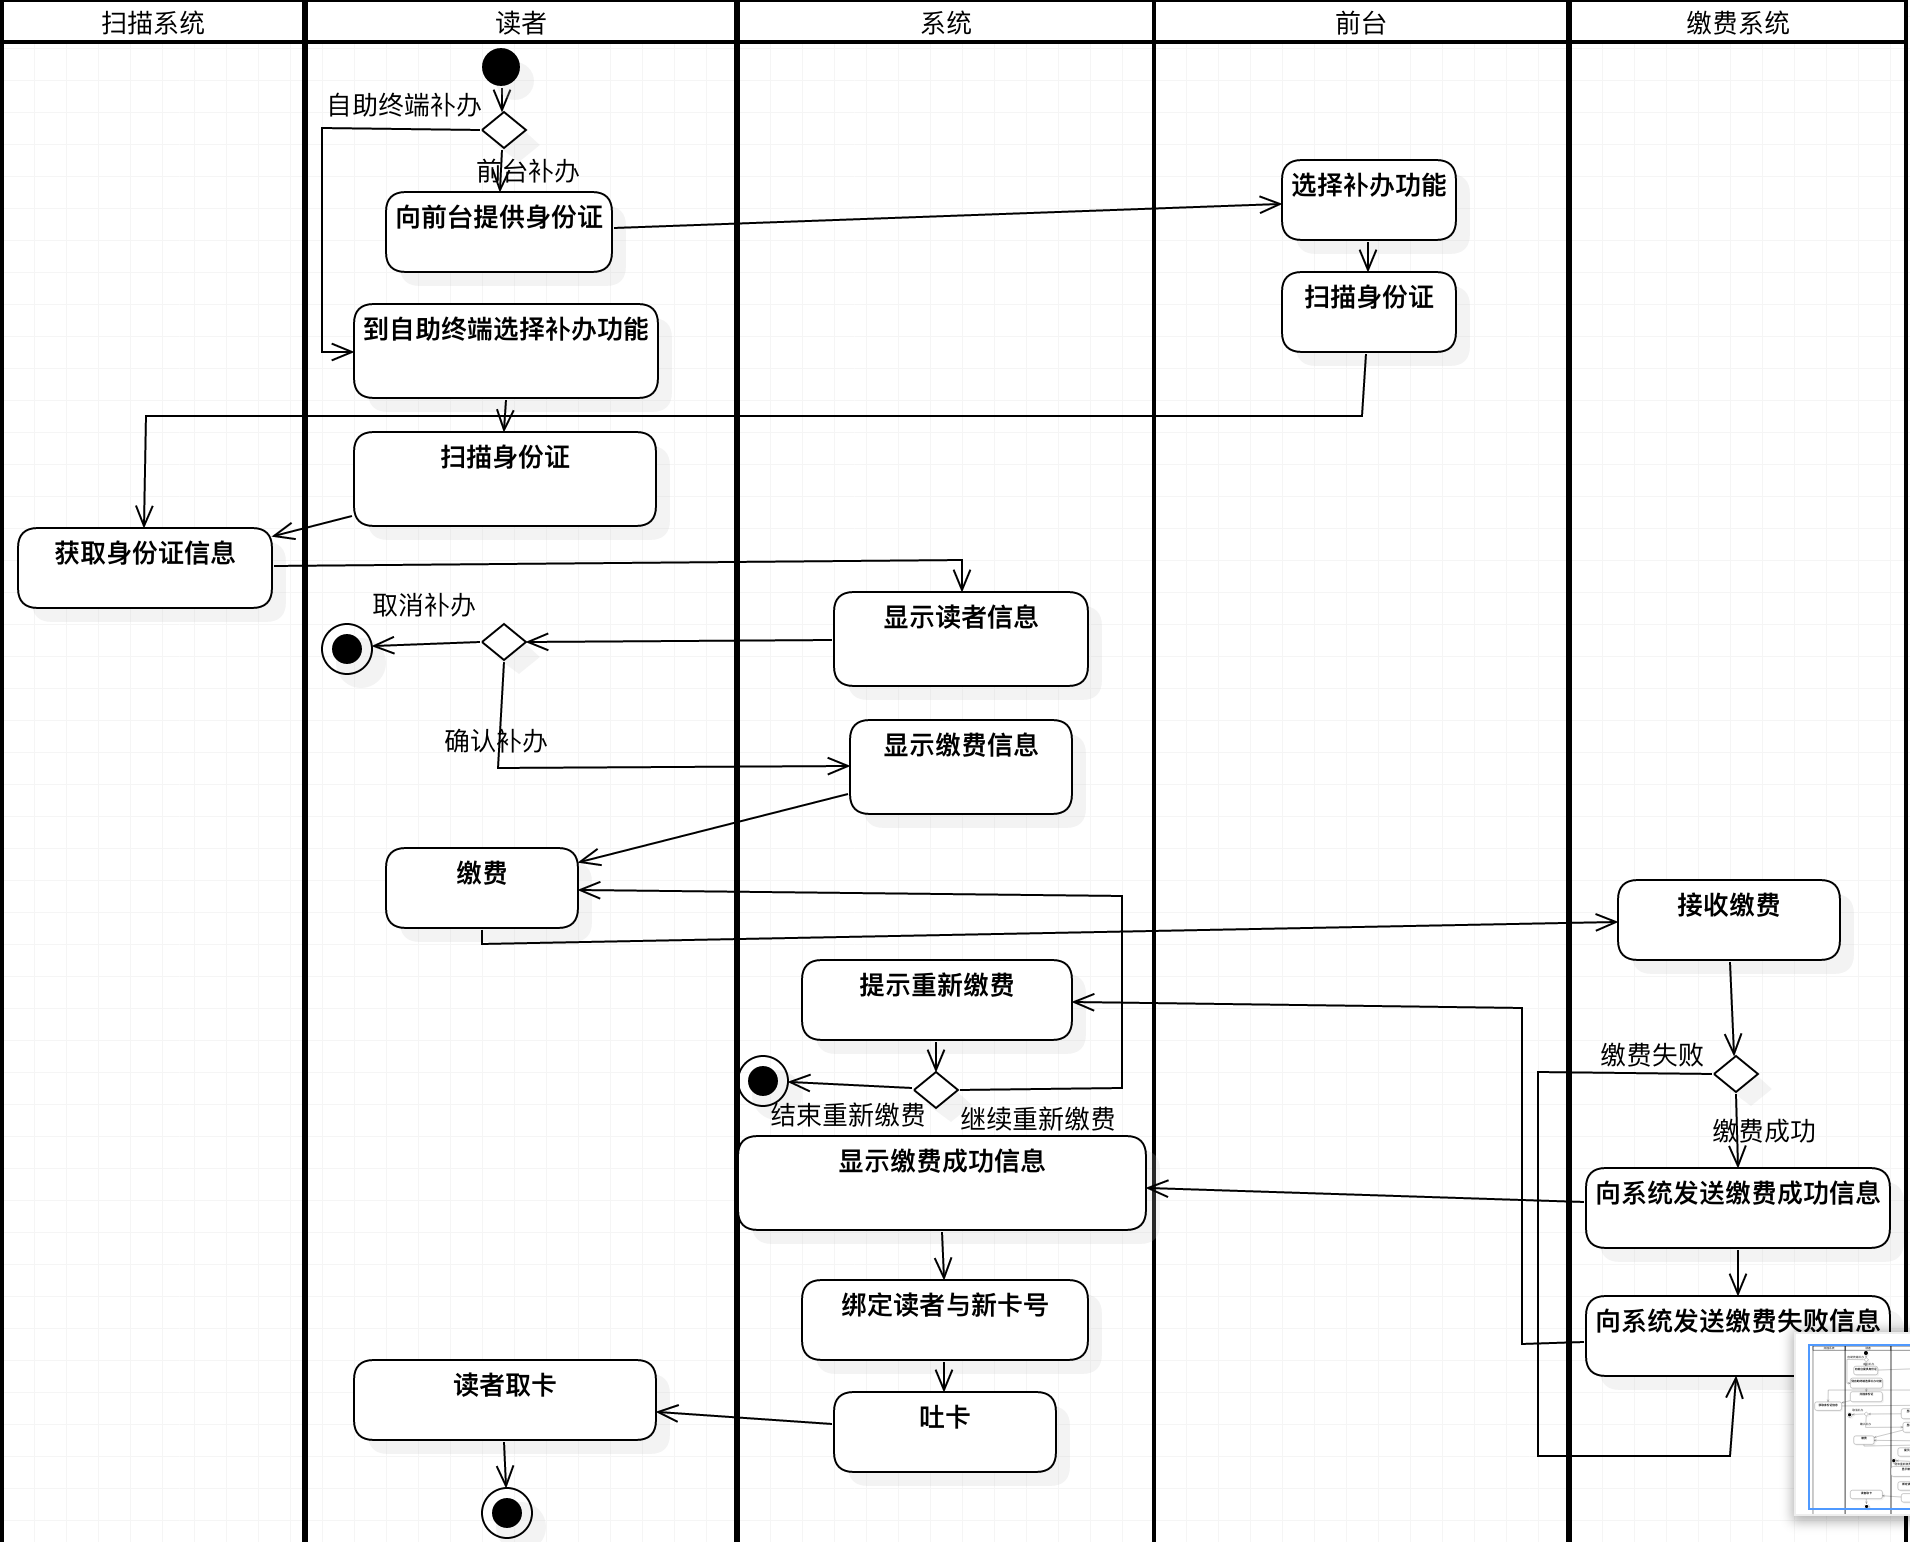 扫描系统
读者
系统
前台
缴费系统
自助终端补办
前台补办
向前台提供身份证
选择补办功能
扫描身份证
到自助终端选择补办功能
扫描身份证
获取身份证信息
取消补办
显示读者信息
确认补办
显示缴费信息
缴费
接收缴费
提示重新缴费
缴费失败
结束重新缴费
继续重新缴费
缴费成功
显示缴费成功信息
向系统发送缴费成功信息
绑定读者与新卡号
向系统发送缴费失败信息
读者取卡
吐卡